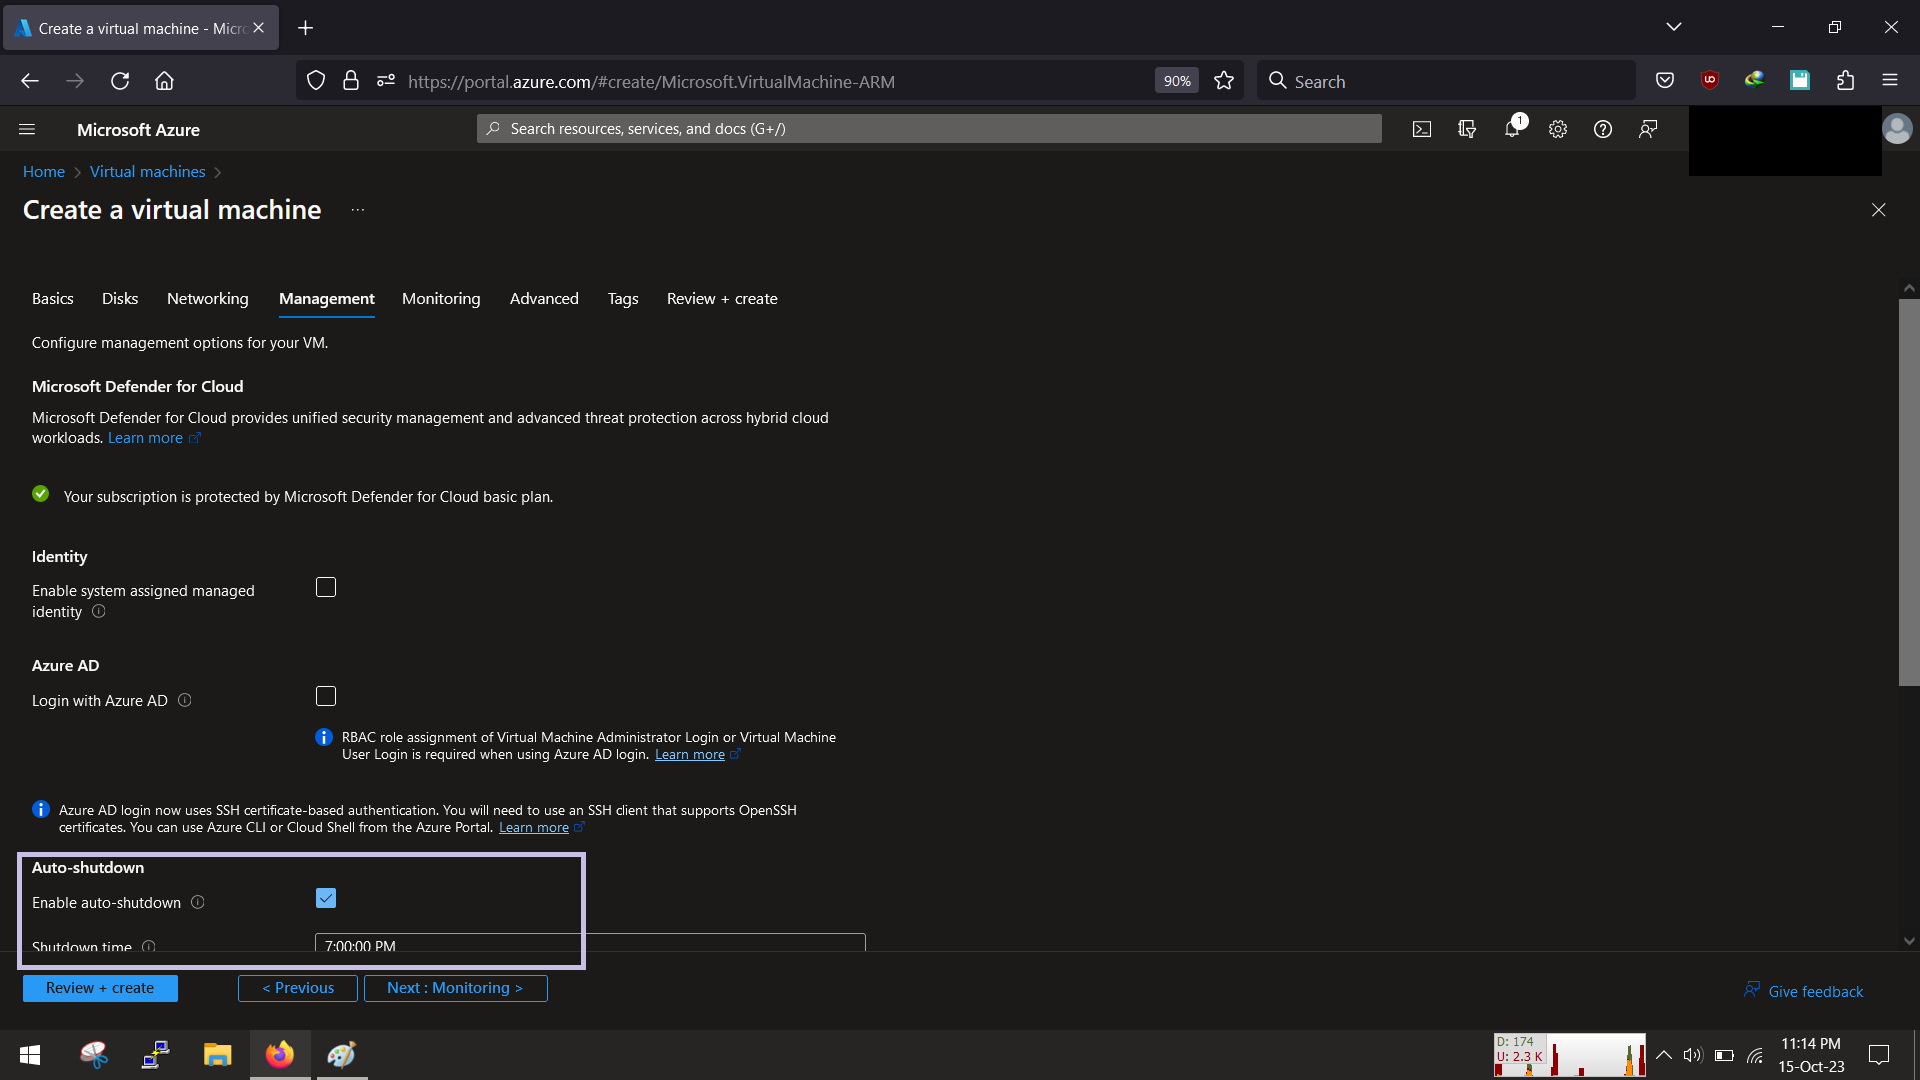 Create a virtual machine - Micro
https://portal.azure.com/#create/Microsoft.VirtualMachine-ARM
90%
Search
Microsoft Azure
Search resources, services, and docs (G+/)
1
Home
Virtual machines
Create a virtual machine
...
Basics
Disks
Networking
Management
Monitoring
Advanced
Tags
Review + create
Configure management options for your VM.
Microsoft Defender for Cloud
Microsoft Defender for Cloud provides unified security management and advanced threat protection across hybrid cloud
workloads. Learn more
Your subscription is protected by Microsoft Defender for Cloud basic plan.
Identity
Enable system assigned managed
identity
Azure AD
Login with Azure AD
RBAC role assignment of Virtual Machine Administrator Login or Virtual Machine
User Login is required when using Azure AD login. Learn more
Azure AD login now uses SSH certificate-based authentication. You will need to use an SSH client that supports OpenSSH
certificates. You can use Azure CLI or Cloud Shell from the Azure Portal. Learn more
Auto-shutdown
Enable auto-shutdown
Shutdown time
7:00:00 PM
Review + create
< Previous
Next : Monitoring >
Give feedback
D: 174
U: 2.3 K
11:14 PM
15-Oct-23